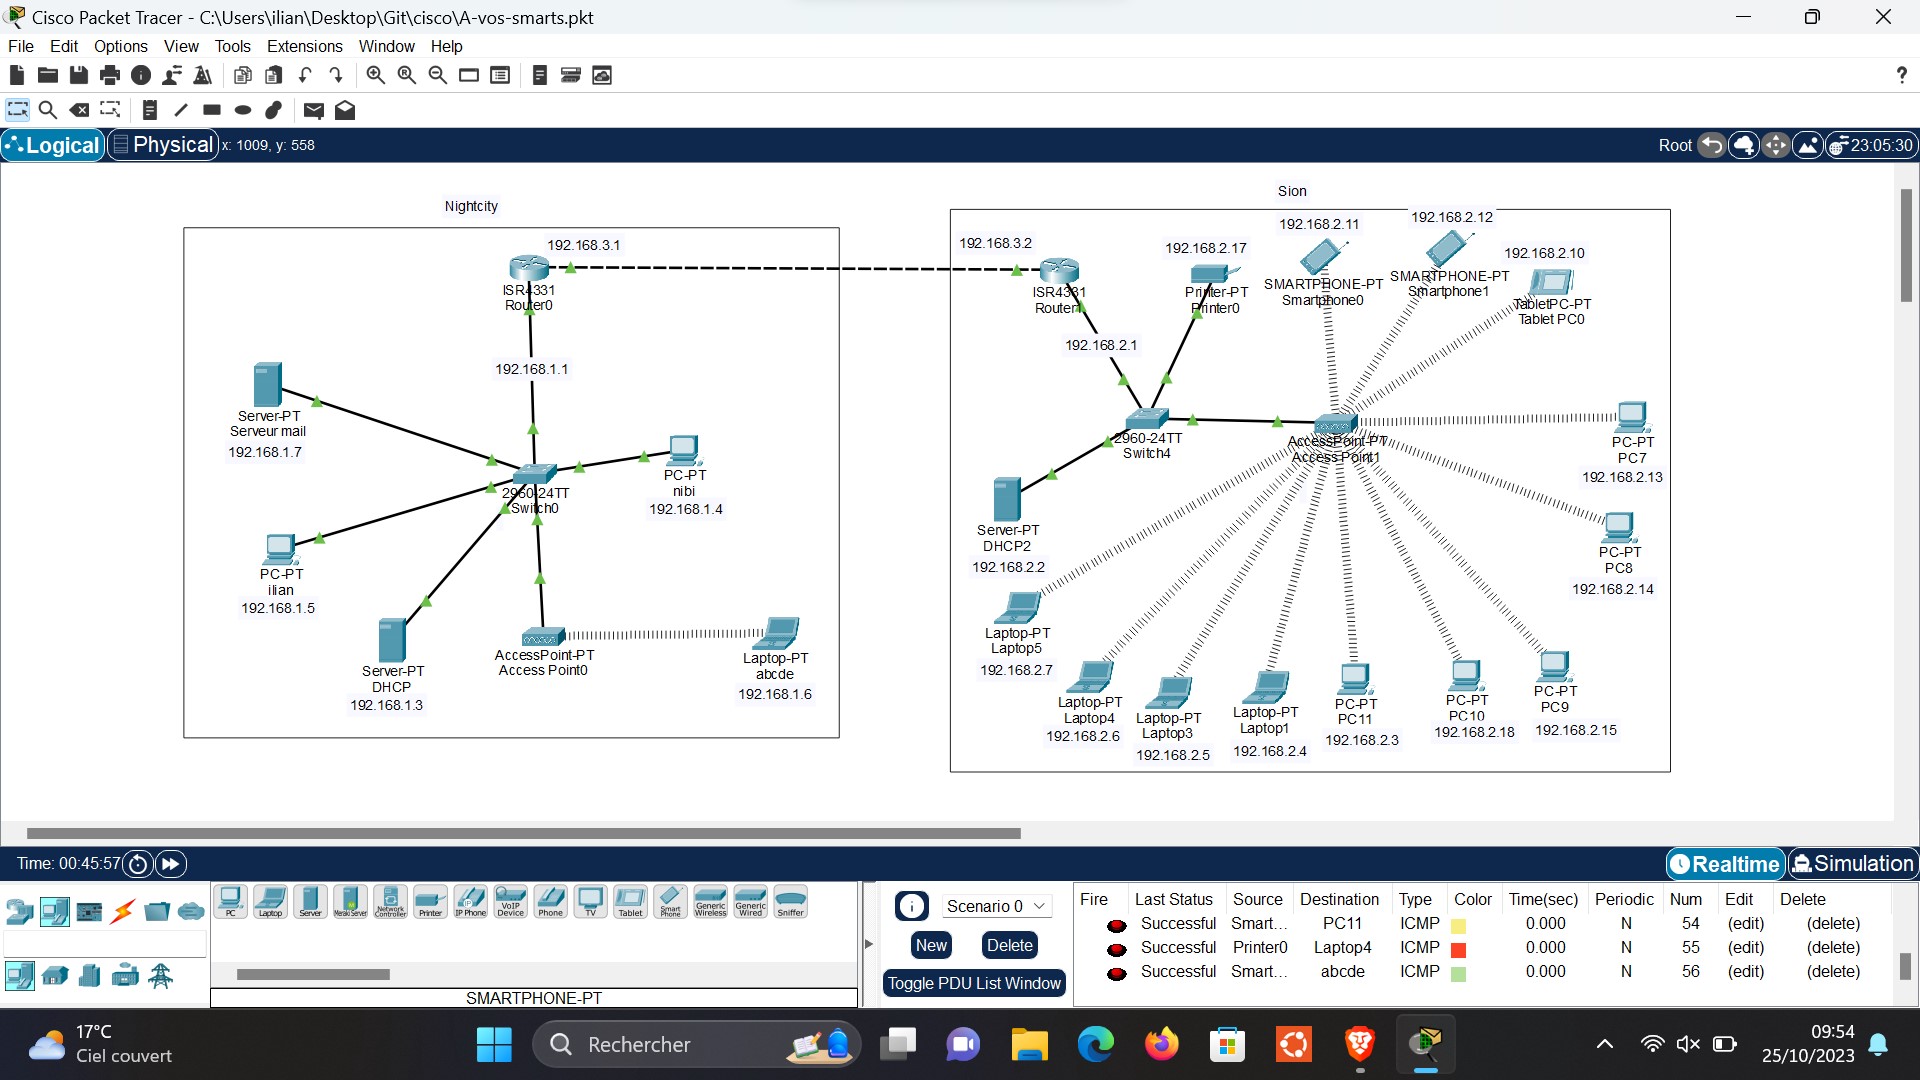 Cisco Packet Tracer - C:\Users\ilian\Desktop\Git\cisco\A-vos-smarts.pkt
File Edit Options View Tools Extensions Window Help
?
Logical Physical x: 1009, y: 558
Root 23:05:30
Nightcity
192.168.3.1
ISR4331
Router0
192.168.1.1
Server-PT
Serveur mail
192.168.1.7
PC-PT
nibi
192.168.1.4
2960-24TT
Switch0
PC-PT
ilian
192.168.1.5
Server-PT
DHCP
192.168.1.3
AccessPoint-PT
Access Point0
Laptop-PT
abcde
192.168.1.6
Sion
192.168.3.2
ISR4331
Router1
192.168.2.1
192.168.2.17
Printer-PT
Printer0
192.168.2.11
SMARTPHONE-PT
Smartphone0
192.168.2.12
SMARTPHONE-PT
Smartphone1
192.168.2.10
TabletPC-PT
Tablet PC0
2960-24TT
Switch4
AccessPoint-PT
Access Point1
PC-PT
PC7
192.168.2.13
PC-PT
PC8
192.168.2.14
Server-PT
DHCP2
192.168.2.2
Laptop-PT
Laptop5
192.168.2.7
Laptop-PT
Laptop4
192.168.2.6
Laptop-PT
Laptop3
192.168.2.5
Laptop-PT
Laptop1
192.168.2.4
PC-PT
PC11
192.168.2.3
PC-PT
PC10
192.168.2.18
PC-PT
PC9
192.168.2.15
Time: 00:45:57
Realtime Simulation
PC Laptop Server Meraki Server Network Controller Printer IP Phone VoIP Device Phone TV Tablet Smart Phone Generic Wireless Generic Wired Sniffer
SMARTPHONE-PT
Scenario 0
New Delete
Toggle PDU List Window
Fire Last Status Source Destination Type Color Time(sec) Periodic Num Edit Delete
Successful Smart... PC11 ICMP 0.000 N 54 (edit) (delete)
Successful Printer0 Laptop4 ICMP 0.000 N 55 (edit) (delete)
Successful Smart... abcde ICMP 0.000 N 56 (edit) (delete)
17°C
Ciel couvert
Rechercher
09:54
25/10/2023